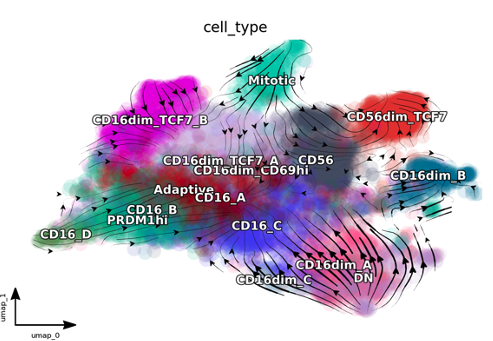 cell_type
Mitotic
CD16dim_TCF7_B
CD56dim_TCF7
CD16dim_TCF7_A
CD56
CD16dim_CD69hi
CD16dim_B
Adaptive
CD16_A
CD16_B
PRDM1hi
CD16_C
CD16_D
CD16dim_A
DN
CD16dim_C
umap_1
umap_0